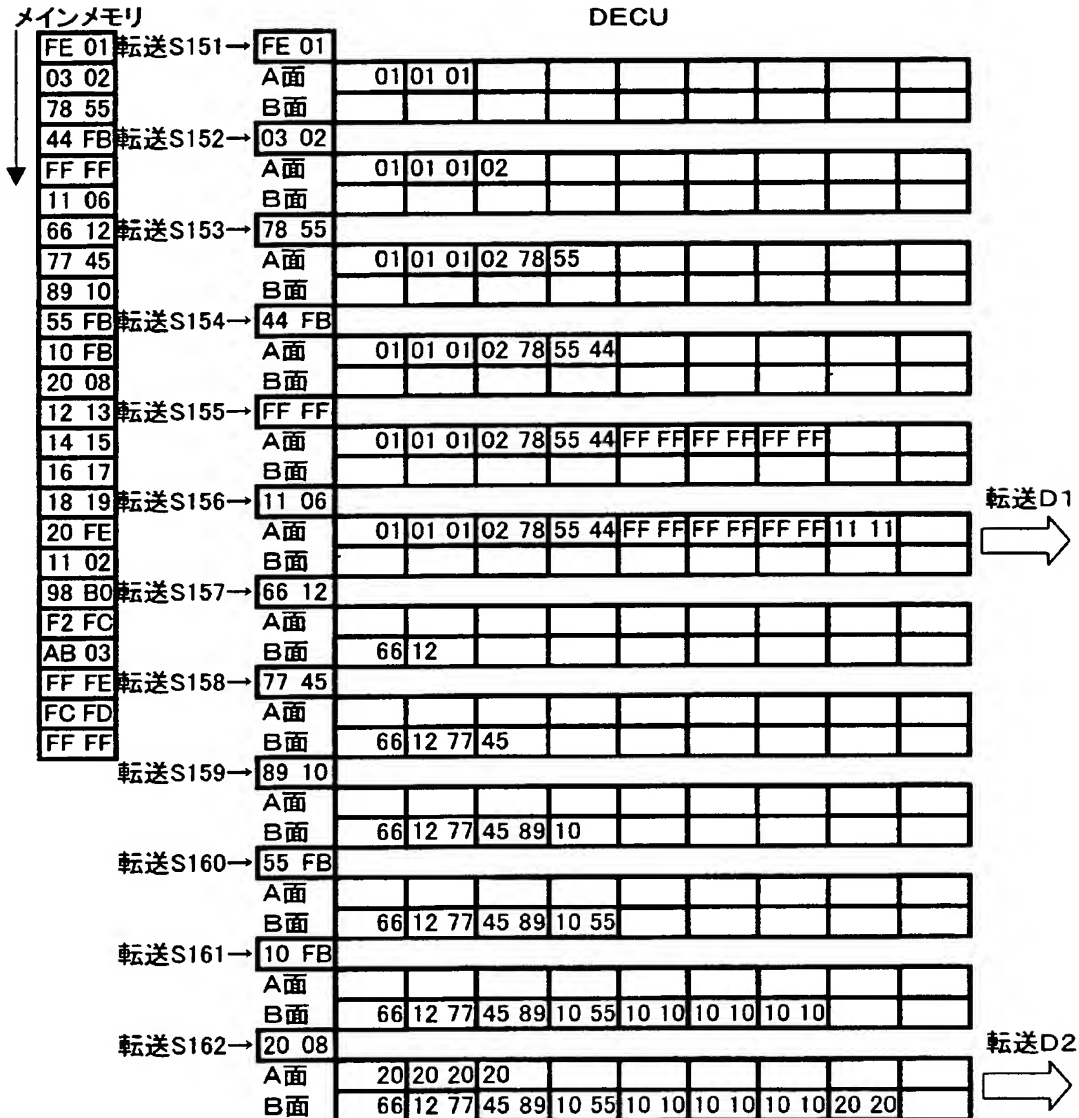 メインメモリ DECU
FE 01 転送S151→ FE 01
03 02 A面 01 01 01
78 55 B面
44 FB 転送S152→ 03 02
FF FF A面 01 01 01 02
11 06 B面
66 12 転送S153→ 78 55
77 45 A面 01 01 01 02 78 55
89 10 B面
55 FB 転送S154→ 44 FB
10 FB A面 01 01 01 02 78 55 44
20 08 B面
12 13 転送S155→ FF FF
14 15 A面 01 01 01 02 78 55 44 FF FF FF FF FF FF
16 17 B面
18 19 転送S156→ 11 06 転送D1
20 FE A面 01 01 01 02 78 55 44 FF FF FF FF FF FF 11 11
11 02 B面
98 B0 転送S157→ 66 12
F2 FC A面
AB 03 B面 66 12
FF FE 転送S158→ 77 45
FC FD A面
FF FF B面 66 12 77 45
転送S159→ 89 10
A面
B面 66 12 77 45 89 10
転送S160→ 55 FB
A面
B面 66 12 77 45 89 10 55
転送S161→ 10 FB
A面
B面 66 12 77 45 89 10 55 10 10 10 10 10 10
転送S162→ 20 08 転送D2
A面 20 20 20 20
B面 66 12 77 45 89 10 55 10 10 10 10 10 10 20 20